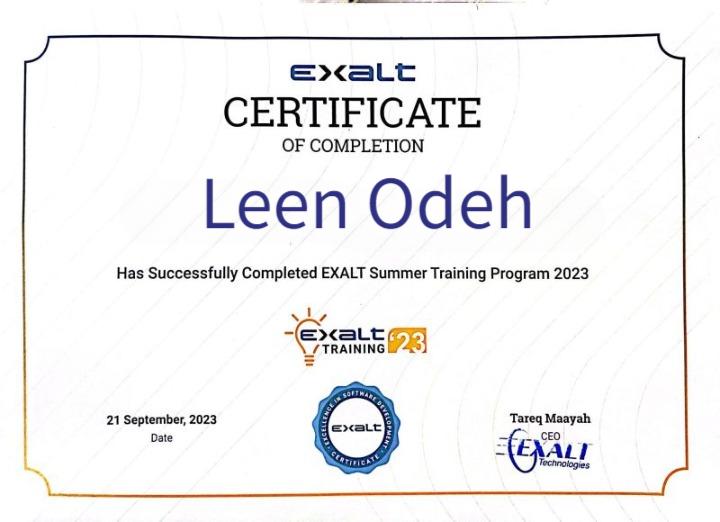 EXALT
CERTIFICATE
OF COMPLETION
Leen Odeh
Has Successfully Completed EXALT Summer Training Program 2023
EXALT
TRAINING '23
EXCELLENCE IN SOFTWARE DEVELOPMENT
EXALT
CERTIFICATE
21 September, 2023
Date
Tareq Maayah
CEO
EXALT
Technologies